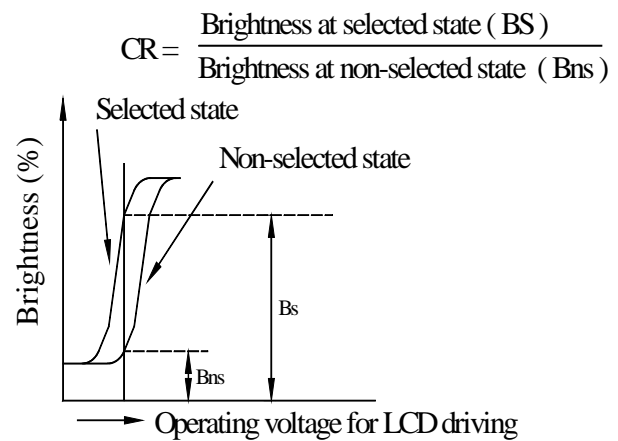 CR = Brightness at selected state ( BS )
Brightness at non-selected state ( Bns )
Selected state
Non-selected state
Brightness (%)
Bs
Bns
Operating voltage for LCD driving